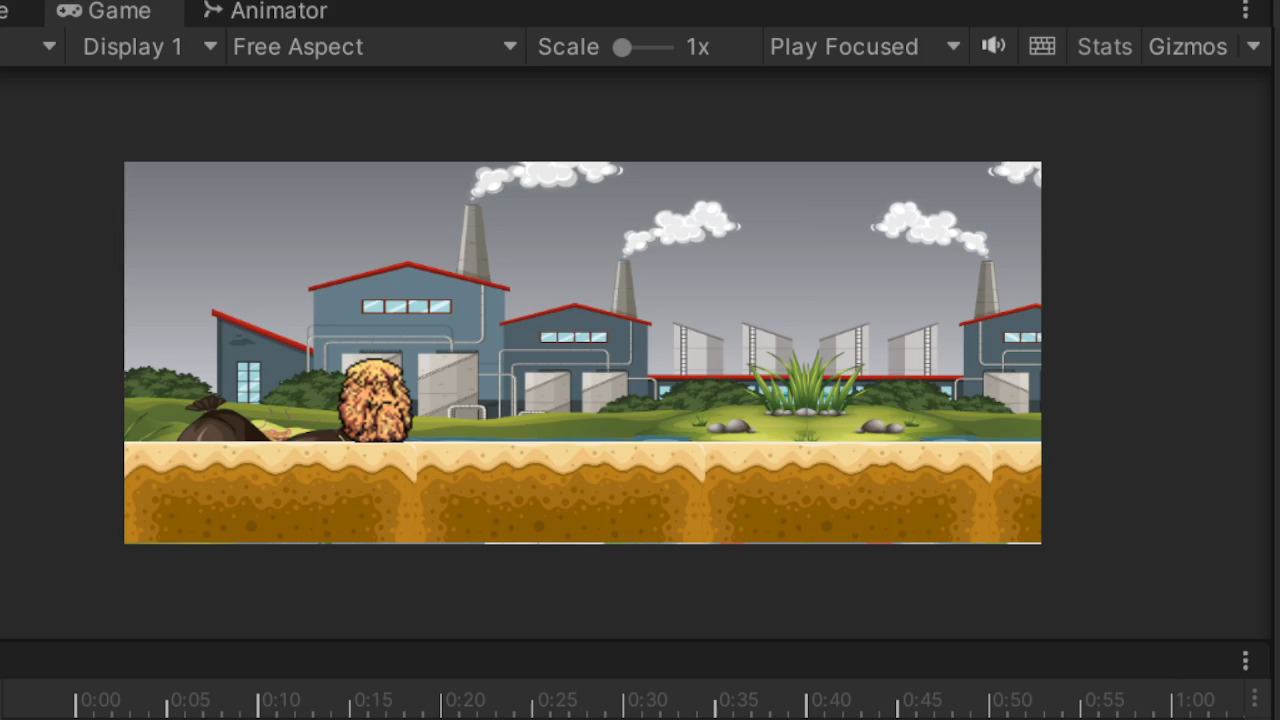 e Game Animator
Display 1 Free Aspect Scale 1x Play Focused Stats Gizmos
0:00 0:05 0:10 0:15 0:20 0:25 0:30 0:35 0:40 0:45 0:50 0:55 1:00